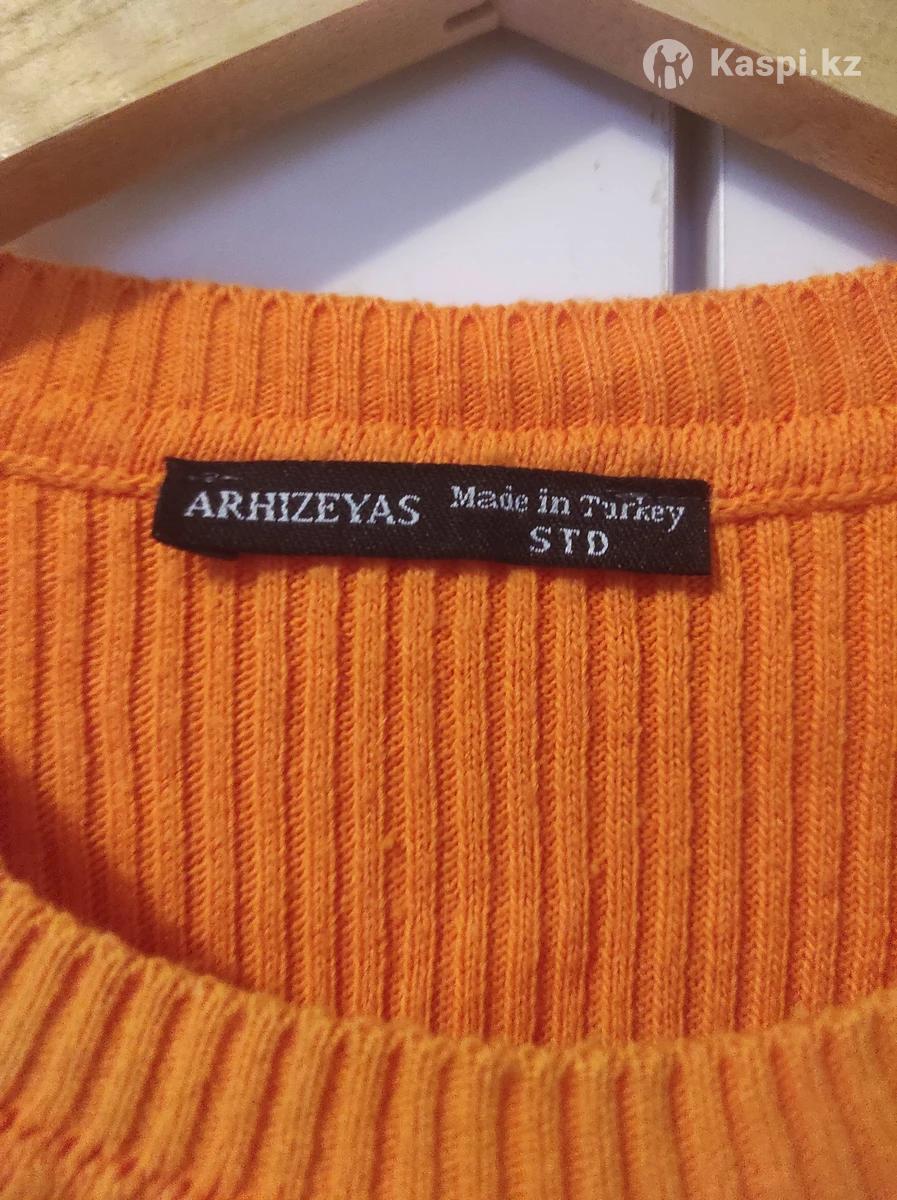 Kaspi.kz
ARHIZEYAS
Made in Turkey
STD